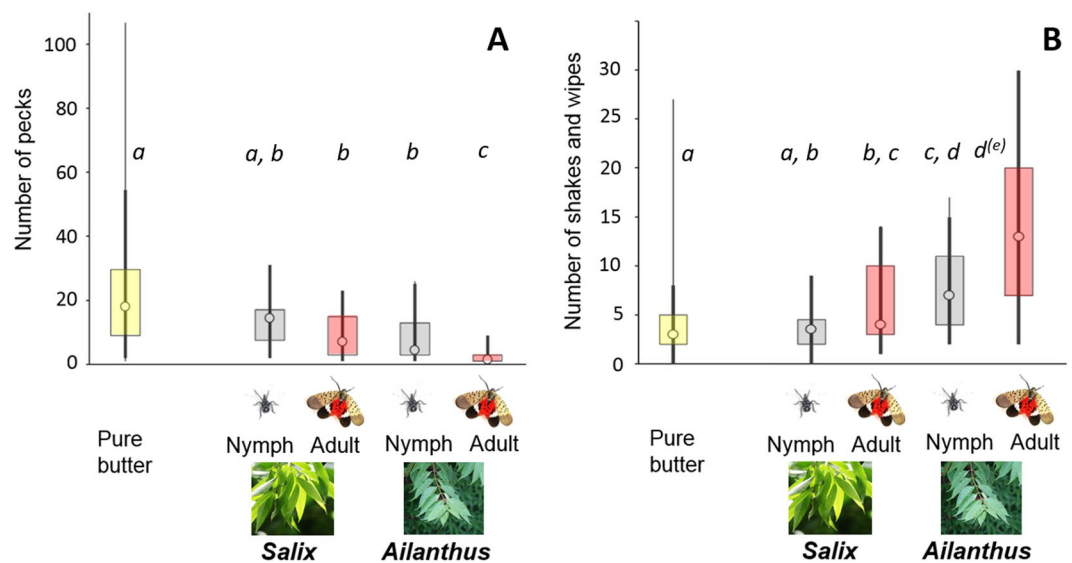 A
Number of pecks
100
80
60
40
20
0
a
a, b
b
b
c
Pure
butter
Nymph
Adult
Nymph
Adult
Salix
Ailanthus
B
Number of shakes and wipes
30
25
20
15
10
5
0
a
a, b
b, c
c, d
d(e)
Pure
butter
Nymph
Adult
Nymph
Adult
Salix
Ailanthus